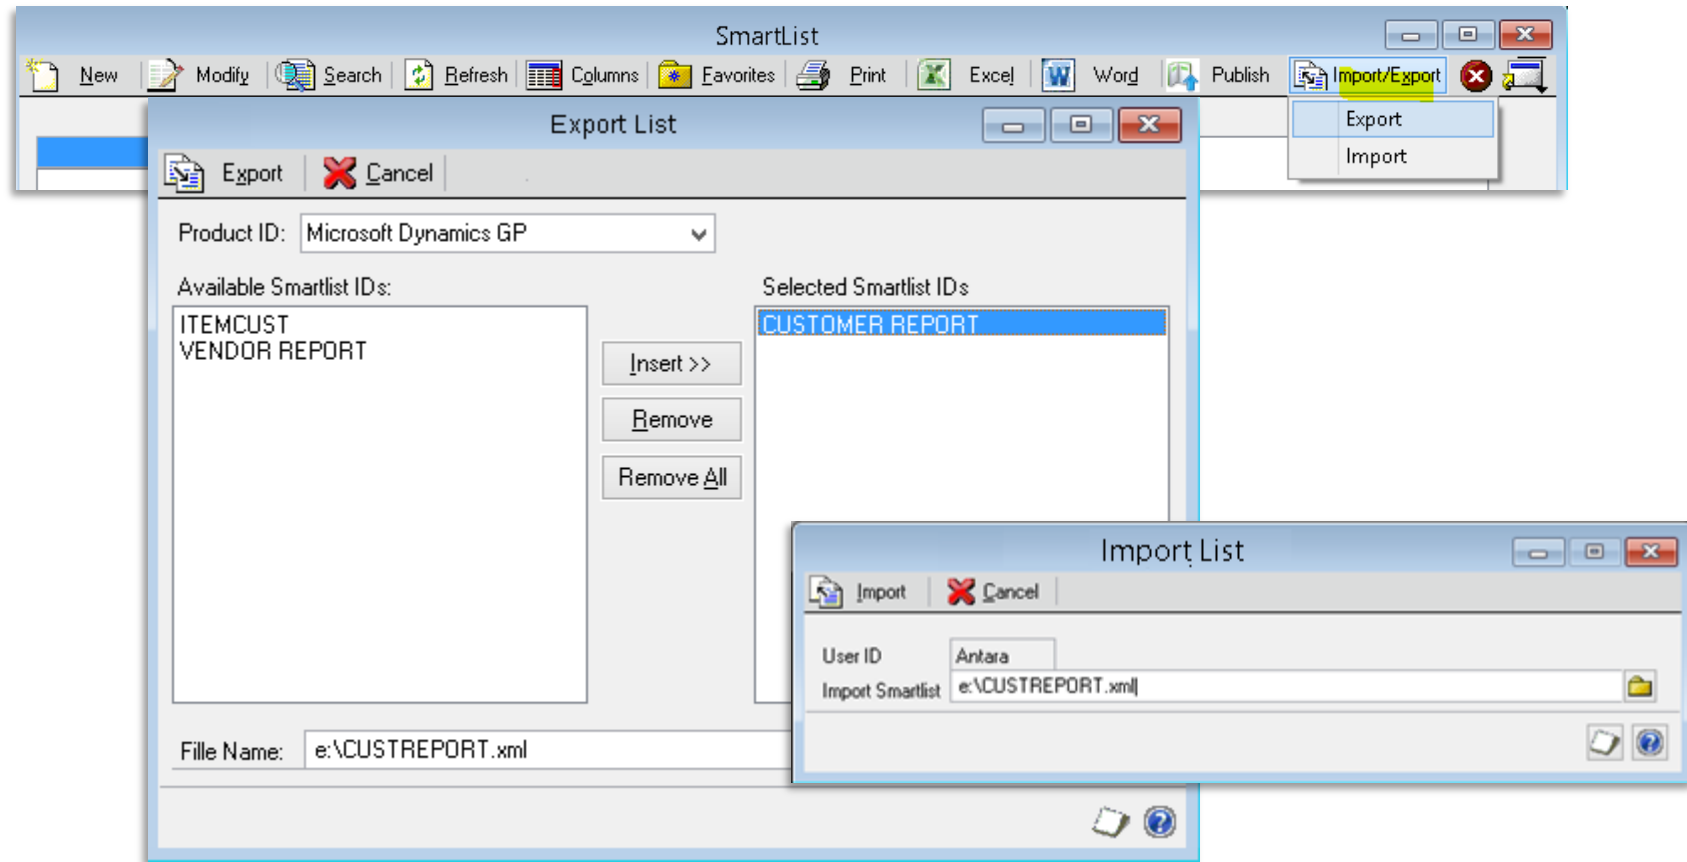 SmartList
New Modify Search Refresh Columns Favorites Print Excel Word Publish Import/Export
Export
Import
Export List
Export Cancel
Product ID: Microsoft Dynamics GP
Available Smartlist IDs: Selected Smartlist IDs
ITEMCUST CUSTOMER REPORT
VENDOR REPORT
Insert >>
Remove
Remove All
Fille Name: e:\CUSTREPORT.xml
Import List
Import Cancel
User ID Antara
Import Smartlist e:\CUSTREPORT.xml